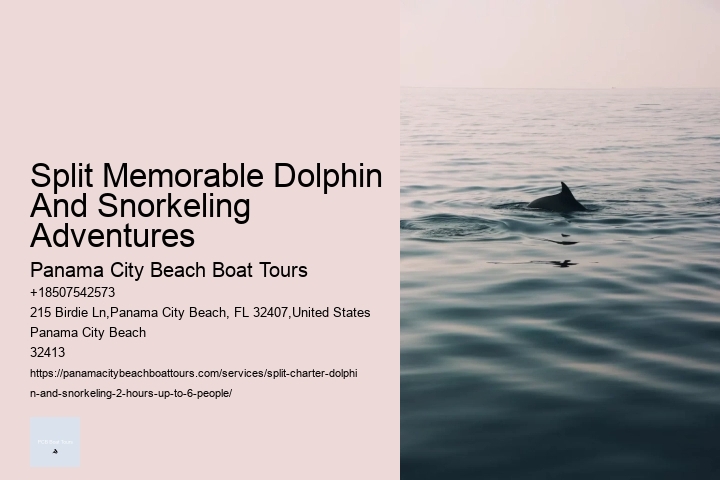 Split Memorable Dolphin
And Snorkeling
Adventures
Panama City Beach Boat Tours
+18507542573
215 Birdie Ln,Panama City Beach, FL 32407,United States
Panama City Beach
32413
https://panamacitybeachboattours.com/services/split-charter-dolphi
n-and-snorkeling-2-hours-up-to-6-people/